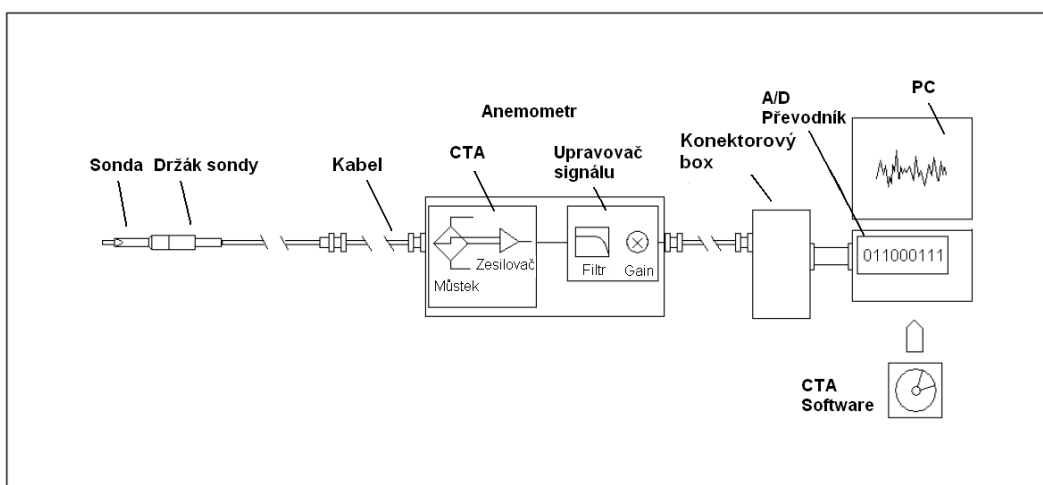 PC
A/D
Převodník
Anemometr
Konektorový
box
CTA
Upravovač
signálu
Sonda
Držák sondy
Kabel
Zesilovač
Můstek
Filtr
Gain
011000111
CTA
Software